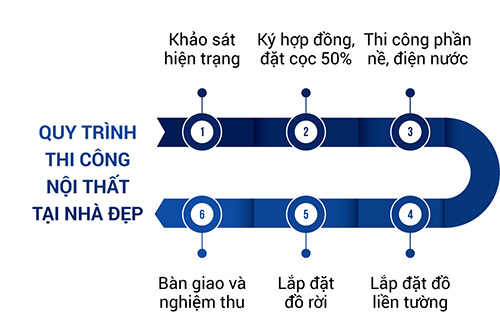 QUY TRÌNH
THI CÔNG
NỘI THẤT
TẠI NHÀ ĐẸP
Khảo sát
hiện trạng
1
Ký hợp đồng,
đặt cọc 50%
2
Thi công phần
nề, điện nước
3
4
Lắp đặt đồ
liền tường
5
Lắp đặt
đồ rời
6
Bàn giao và
nghiệm thu